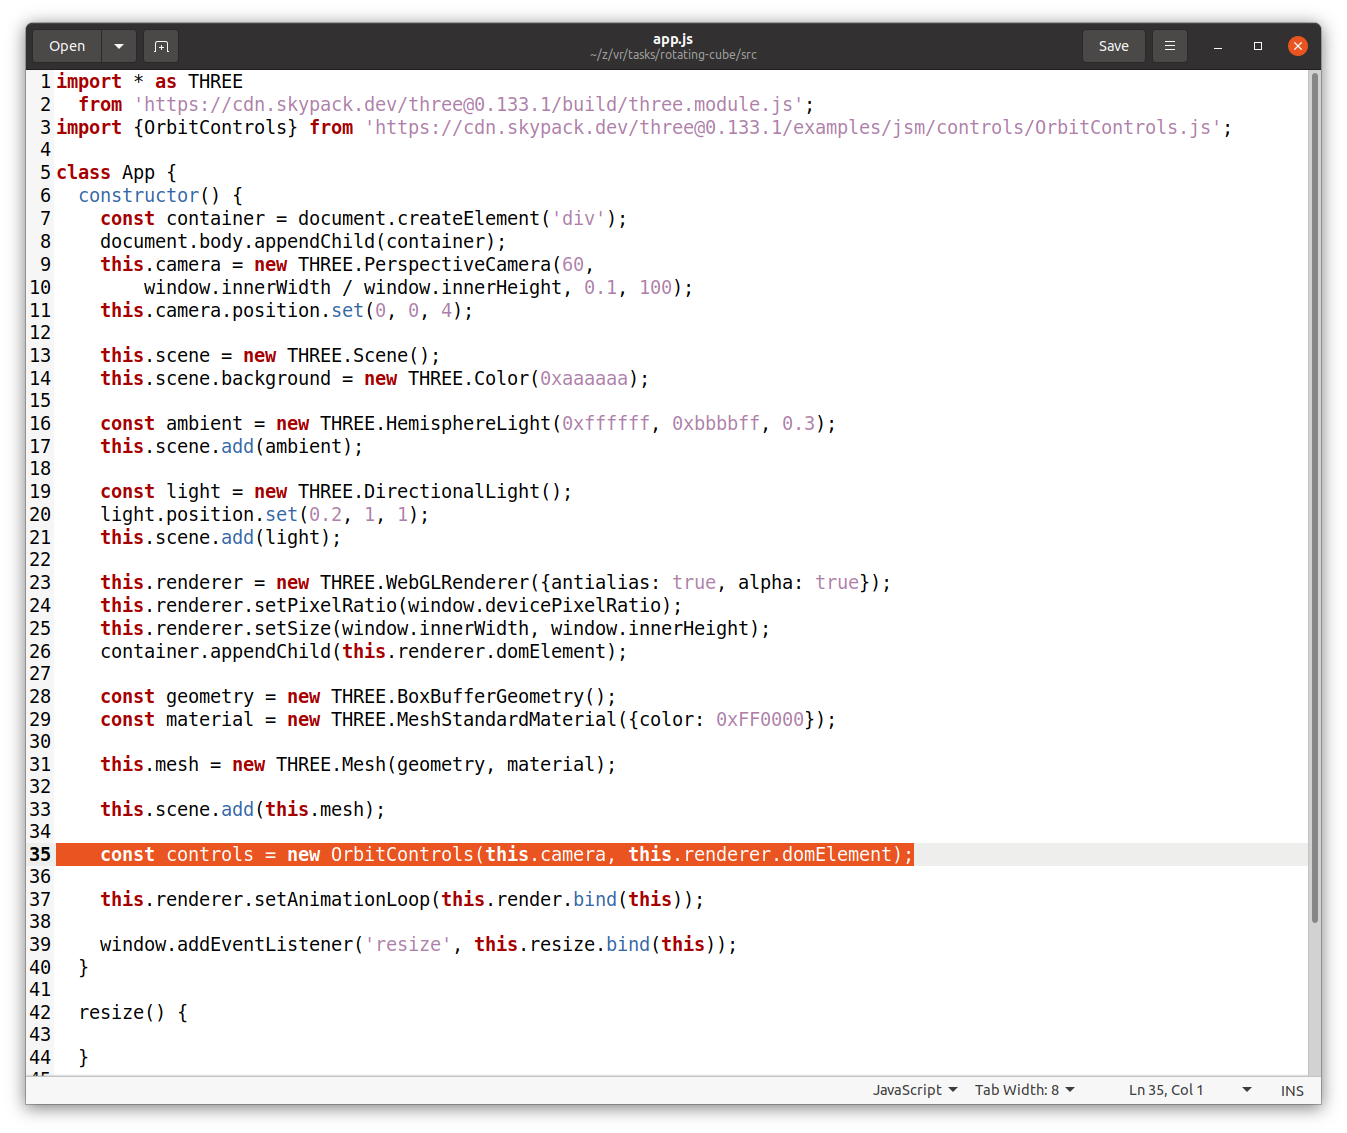 Open
app.js
~/z/vr/tasks/rotating-cube/src
Save
1 import * as THREE
2   from 'https://cdn.skypack.dev/three@0.133.1/build/three.module.js';
3 import {OrbitControls} from 'https://cdn.skypack.dev/three@0.133.1/examples/jsm/controls/OrbitControls.js';
4
5 class App {
6   constructor() {
7     const container = document.createElement('div');
8     document.body.appendChild(container);
9     this.camera = new THREE.PerspectiveCamera(60,
10         window.innerWidth / window.innerHeight, 0.1, 100);
11     this.camera.position.set(0, 0, 4);
12
13     this.scene = new THREE.Scene();
14     this.scene.background = new THREE.Color(0xaaaaaa);
15
16     const ambient = new THREE.HemisphereLight(0xffffff, 0xbbbbff, 0.3);
17     this.scene.add(ambient);
18
19     const light = new THREE.DirectionalLight();
20     light.position.set(0.2, 1, 1);
21     this.scene.add(light);
22
23     this.renderer = new THREE.WebGLRenderer({antialias: true, alpha: true});
24     this.renderer.setPixelRatio(window.devicePixelRatio);
25     this.renderer.setSize(window.innerWidth, window.innerHeight);
26     container.appendChild(this.renderer.domElement);
27
28     const geometry = new THREE.BoxBufferGeometry();
29     const material = new THREE.MeshStandardMaterial({color: 0xFF0000});
30
31     this.mesh = new THREE.Mesh(geometry, material);
32
33     this.scene.add(this.mesh);
34
35     const controls = new OrbitControls(this.camera, this.renderer.domElement);
36
37     this.renderer.setAnimationLoop(this.render.bind(this));
38
39     window.addEventListener('resize', this.resize.bind(this));
40   }
41
42   resize() {
43
44   }
JavaScript
Tab Width: 8
Ln 35, Col 1
INS